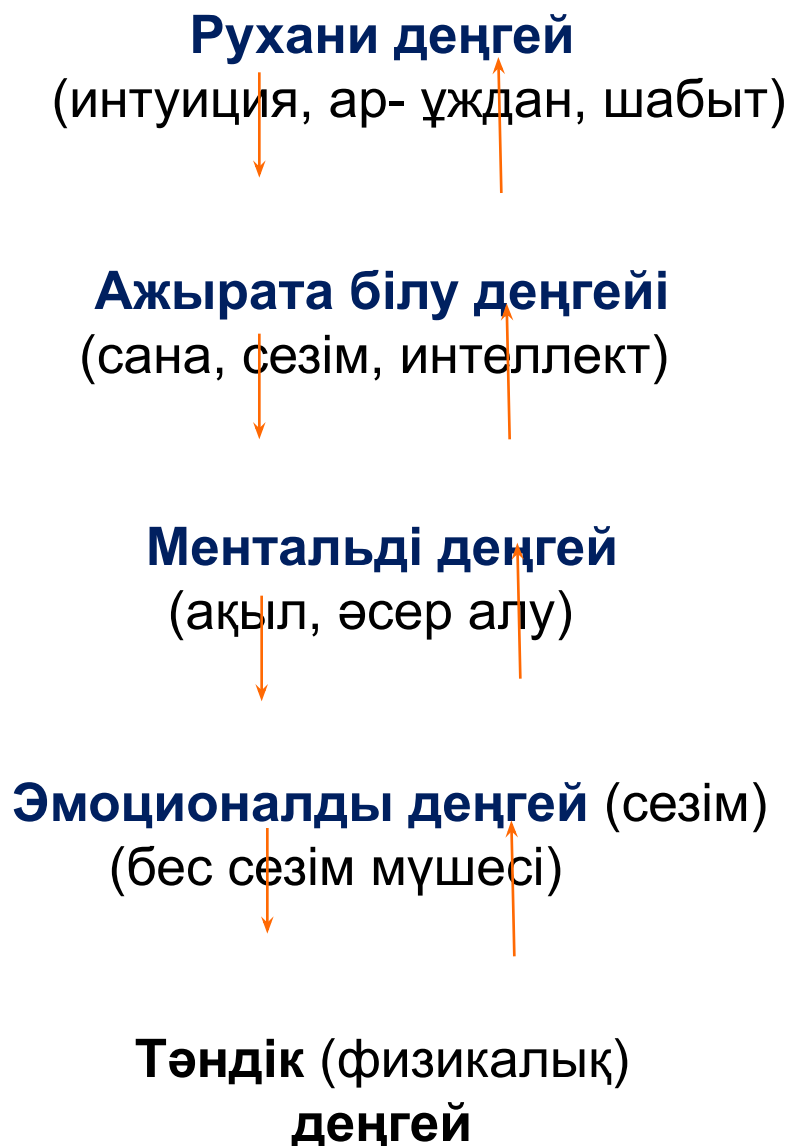 Рухани деңгей
(интуиция, ар- ұждан, шабыт)
Ажырата білу деңгейі
(сана, сезім, интеллект)
Ментальді деңгей
(ақыл, әсер алу)
Эмоционалды деңгей (сезім)
(бес сезім мүшесі)
Тәндік (физикалық)
деңгей